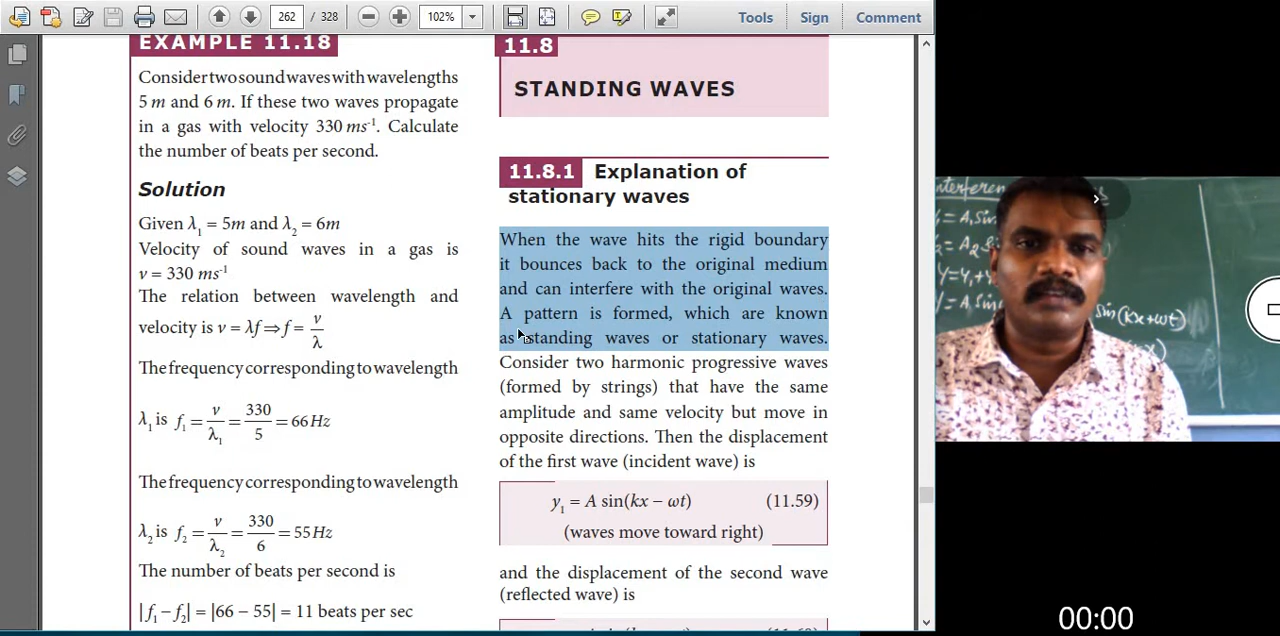 262 / 328
102%
Tools
Sign
Comment
EXAMPLE 11.18
Consider two sound waves with wavelengths
5 m and 6 m. If these two waves propagate
in a gas with velocity 330 ms⁻¹. Calculate
the number of beats per second.
Solution
Given λ₁ = 5m and λ₂ = 6m
Velocity of sound waves in a gas is
v = 330 ms⁻¹
The relation between wavelength and
velocity is v = λf ⇒ f = v/λ
The frequency corresponding to wavelength
λ₁ is f₁ = v/λ₁ = 330/5 = 66 Hz
The frequency corresponding to wavelength
λ₂ is f₂ = v/λ₂ = 330/6 = 55 Hz
The number of beats per second is
|f₁ − f₂| = |66 − 55| = 11 beats per sec
11.8
STANDING WAVES
11.8.1 Explanation of
stationary waves
When the wave hits the rigid boundary
it bounces back to the original medium
and can interfere with the original waves.
A pattern is formed, which are known
as standing waves or stationary waves.
Consider two harmonic progressive waves
(formed by strings) that have the same
amplitude and same velocity but move in
opposite directions. Then the displacement
of the first wave (incident wave) is
y₁ = A sin(kx − ωt) (11.59)
(waves move toward right)
and the displacement of the second wave
(reflected wave) is
Interferen
= A₁ Sin
= A₂ Sin
Y = Y₁ +
sin(kx+wt)
00:00